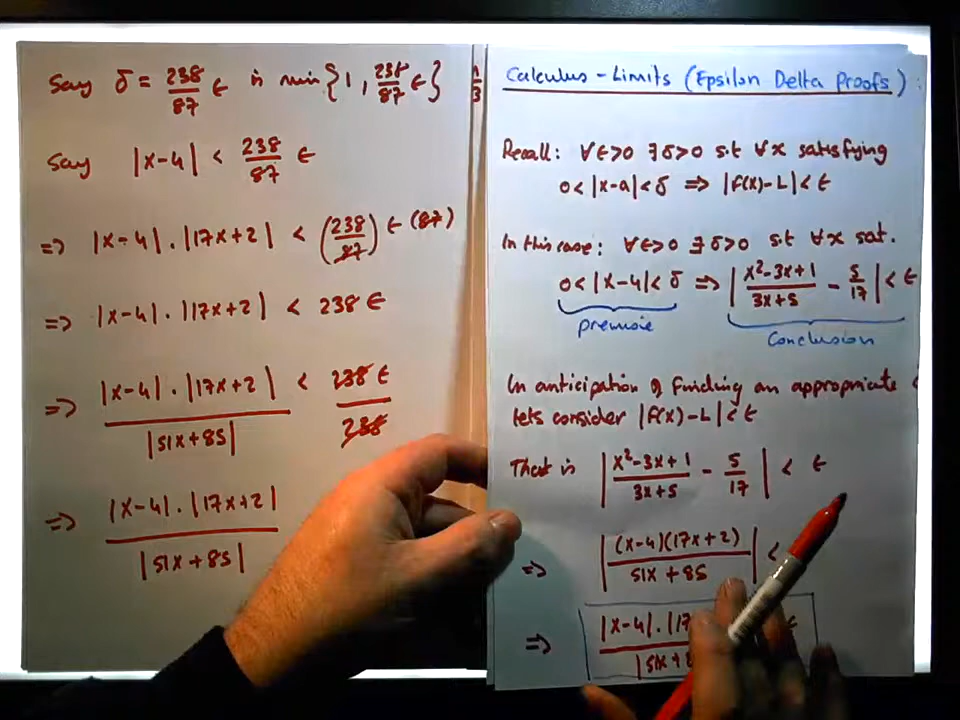 Say δ = 238/87 ε is min {1, 238/87 ε}
Say |x-4| < 238/87 ε
=> |x-4| . |17x+2| < (238/87) ε (87)
=> |x-4| . |17x+2| < 238 ε
=> |x-4| . |17x+2| / |51x+85| < 238 ε / 238
=> |x-4| . |17x+2| / |51x+85|
1/3
Calculus - Limits (Epsilon Delta Proofs) :
Recall: ∀ε>0 ∃δ>0 s.t ∀x satisfying
0<|x-a|<δ => |f(x)-L|<ε
In this case: ∀ε>0 ∃δ>0 s.t ∀x sat.
0<|x-4|<δ => |x²-3x+1 / 3x+5 - 5/17| < ε
premise
Conclusion
In anticipation of finding an appropriate
lets consider |f(x)-L|<ε
That is |x²-3x+1 / 3x+5 - 5/17| < ε
=> |(x-4)(17x+2) / 51x+85| <
=> |x-4| . |17 / |51x+ ε